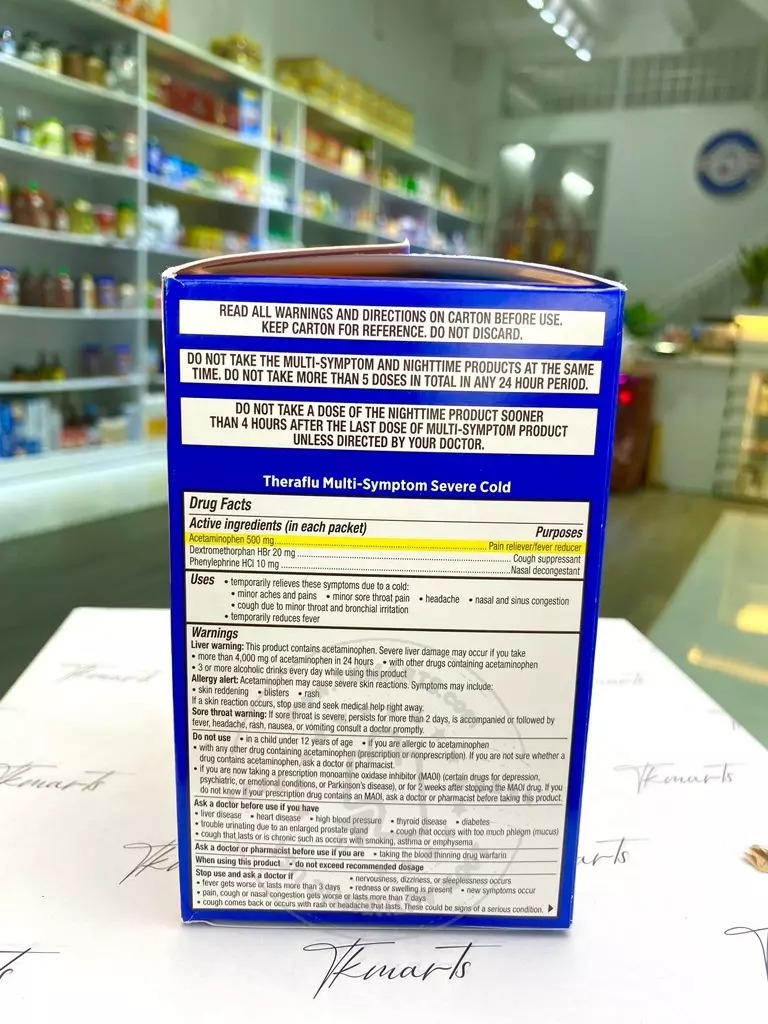 READ ALL WARNINGS AND DIRECTIONS ON CARTON BEFORE USE.
KEEP CARTON FOR REFERENCE. DO NOT DISCARD.
DO NOT TAKE THE MULTI-SYMPTOM AND NIGHTTIME PRODUCTS AT THE SAME
TIME. DO NOT TAKE MORE THAN 5 DOSES IN TOTAL IN ANY 24 HOUR PERIOD.
DO NOT TAKE A DOSE OF THE NIGHTTIME PRODUCT SOONER
THAN 4 HOURS AFTER THE LAST DOSE OF MULTI-SYMPTOM PRODUCT
UNLESS DIRECTED BY YOUR DOCTOR.
Theraflu Multi-Symptom Severe Cold
Drug Facts
Active ingredients (in each packet) Purposes
Acetaminophen 500 mg Pain reliever/fever reducer
Dextromethorphan HBr 20 mg Cough suppressant
Phenylephrine HCl 10 mg Nasal decongestant
Uses • temporarily relieves these symptoms due to a cold:
• minor aches and pains • minor sore throat pain • headache • nasal and sinus congestion
• cough due to minor throat and bronchial irritation
• temporarily reduces fever
Warnings
Liver warning: This product contains acetaminophen. Severe liver damage may occur if you take
• more than 4,000 mg of acetaminophen in 24 hours • with other drugs containing acetaminophen
• 3 or more alcoholic drinks every day while using this product
Allergy alert: Acetaminophen may cause severe skin reactions. Symptoms may include:
• skin reddening • blisters • rash
If a skin reaction occurs, stop use and seek medical help right away.
Sore throat warning: If sore throat is severe, persists for more than 2 days, is accompanied or followed by
fever, headache, rash, nausea, or vomiting consult a doctor promptly.
Do not use • in a child under 12 years of age • if you are allergic to acetaminophen
• with any other drug containing acetaminophen (prescription or nonprescription). If you are not sure whether a
drug contains acetaminophen, ask a doctor or pharmacist.
• if you are now taking a prescription monoamine oxidase inhibitor (MAOI) (certain drugs for depression,
psychiatric, or emotional conditions, or Parkinson's disease), or for 2 weeks after stopping the MAOI drug. If you
do not know if your prescription drug contains an MAOI, ask a doctor or pharmacist before taking this product.
Ask a doctor before use if you have
• liver disease • heart disease • high blood pressure • thyroid disease • diabetes
• trouble urinating due to an enlarged prostate gland • cough that occurs with too much phlegm (mucus)
• cough that lasts or is chronic such as occurs with smoking, asthma or emphysema
Ask a doctor or pharmacist before use if you are • taking the blood thinning drug warfarin
When using this product • do not exceed recommended dosage
Stop use and ask a doctor if • nervousness, dizziness, or sleeplessness occurs
• fever gets worse or lasts more than 3 days • redness or swelling is present • new symptoms occur
• pain, cough or nasal congestion gets worse or lasts more than 7 days
• cough comes back or occurs with rash or headache that lasts. These could be signs of a serious condition.
Tkmarts
Tkmarts